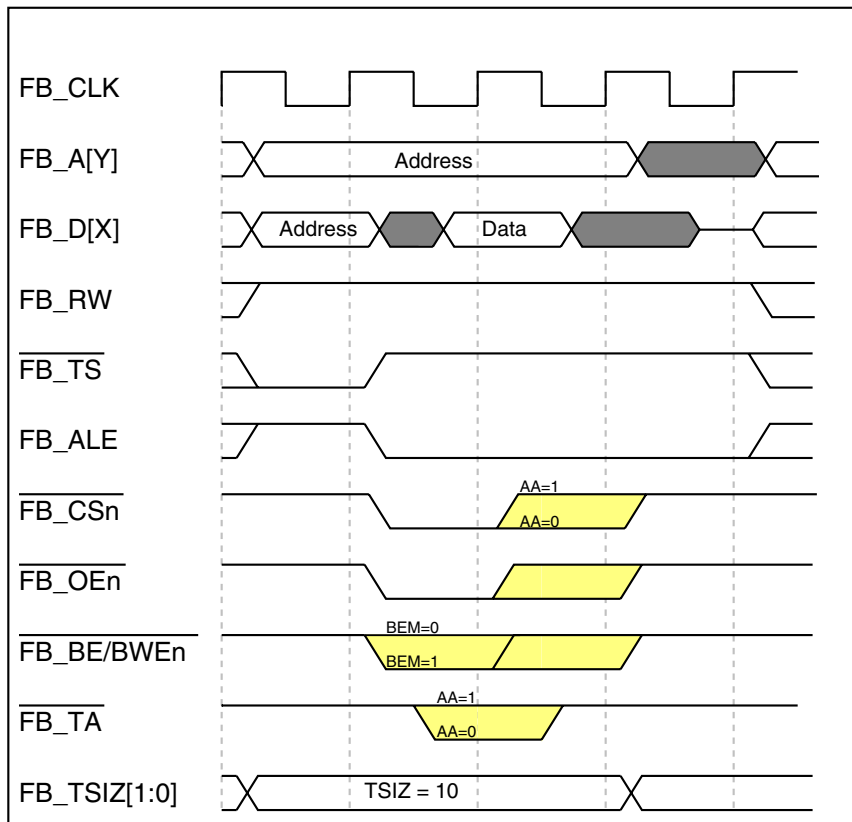 FB_CLK
FB_A[Y]
Address
FB_D[X]
Address
Data
FB_RW
FB_TS
FB_ALE
FB_CSn
AA=1
AA=0
FB_OEn
FB_BE/BWEn
BEM=0
BEM=1
FB_TA
AA=1
AA=0
FB_TSIZ[1:0]
TSIZ = 10